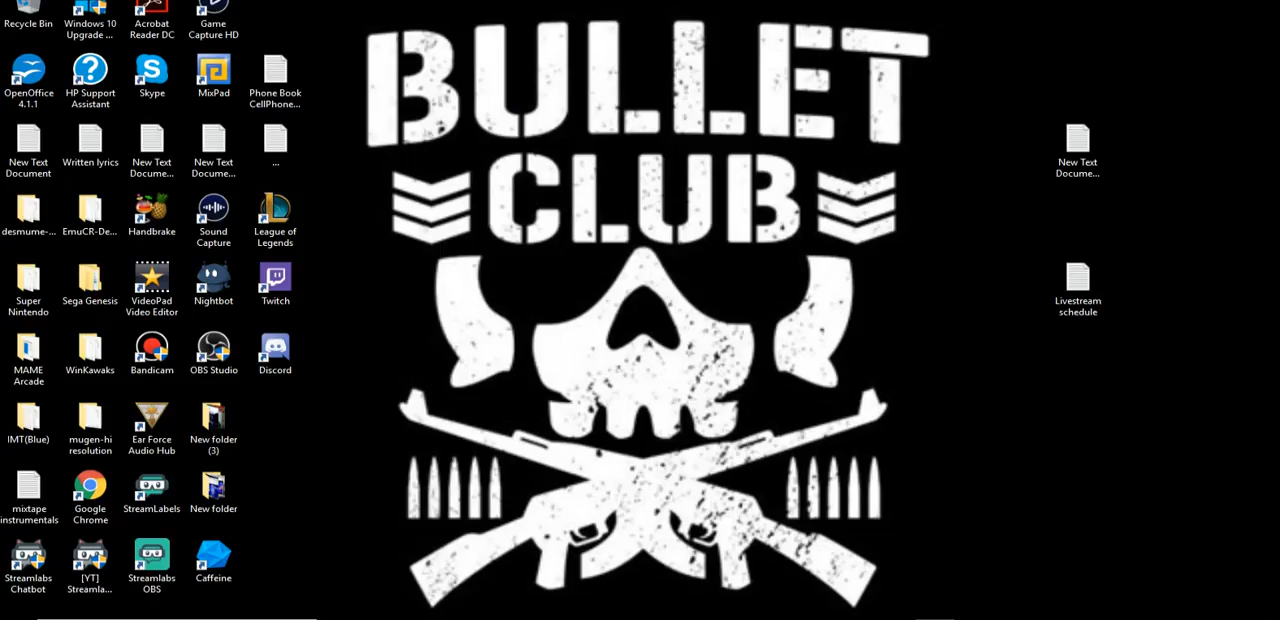 Recycle Bin
Windows 10
Upgrade ...
Acrobat
Reader DC
Game
Capture HD
OpenOffice
4.1.1
HP Support
Assistant
Skype
MixPad
Phone Book
CellPhone...
New Text
Document
Written lyrics
New Text
Docume...
New Text
Docume...
...
desmume-...
EmuCR-De...
Handbrake
Sound
Capture
League of
Legends
Super
Nintendo
Sega Genesis
VideoPad
Video Editor
Nightbot
Twitch
MAME
Arcade
WinKawaks
Bandicam
OBS Studio
Discord
IMT(Blue)
mugen-hi
resolution
Ear Force
Audio Hub
New folder
(3)
mixtape
instrumentals
Google
Chrome
StreamLabels
New folder
Streamlabs
Chatbot
[YT]
Streamla...
Streamlabs
OBS
Caffeine
BULLET
CLUB
New Text
Docume...
Livestream
schedule